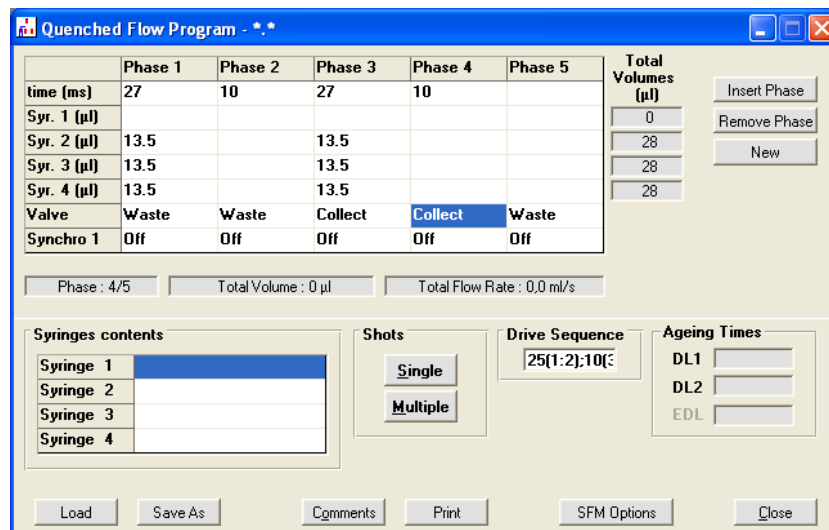 Quenched Flow Program - *.*
Phase 1 Phase 2 Phase 3 Phase 4 Phase 5
time (ms) 27 10 27 10
Syr. 1 (µl)
Syr. 2 (µl) 13.5 13.5
Syr. 3 (µl) 13.5 13.5
Syr. 4 (µl) 13.5 13.5
Valve Waste Waste Collect Collect Waste
Synchro 1 Off Off Off Off Off
Total
Volumes
(µl)
0
28
28
28
Insert Phase
Remove Phase
New
Phase : 4/5 Total Volume : 0 µl Total Flow Rate : 0,0 ml/s
Syringes contents
Syringe 1
Syringe 2
Syringe 3
Syringe 4
Shots
Single
Multiple
Drive Sequence
25(1:2);10(3
Ageing Times
DL1
DL2
EDL
Load Save As Comments Print SFM Options Close